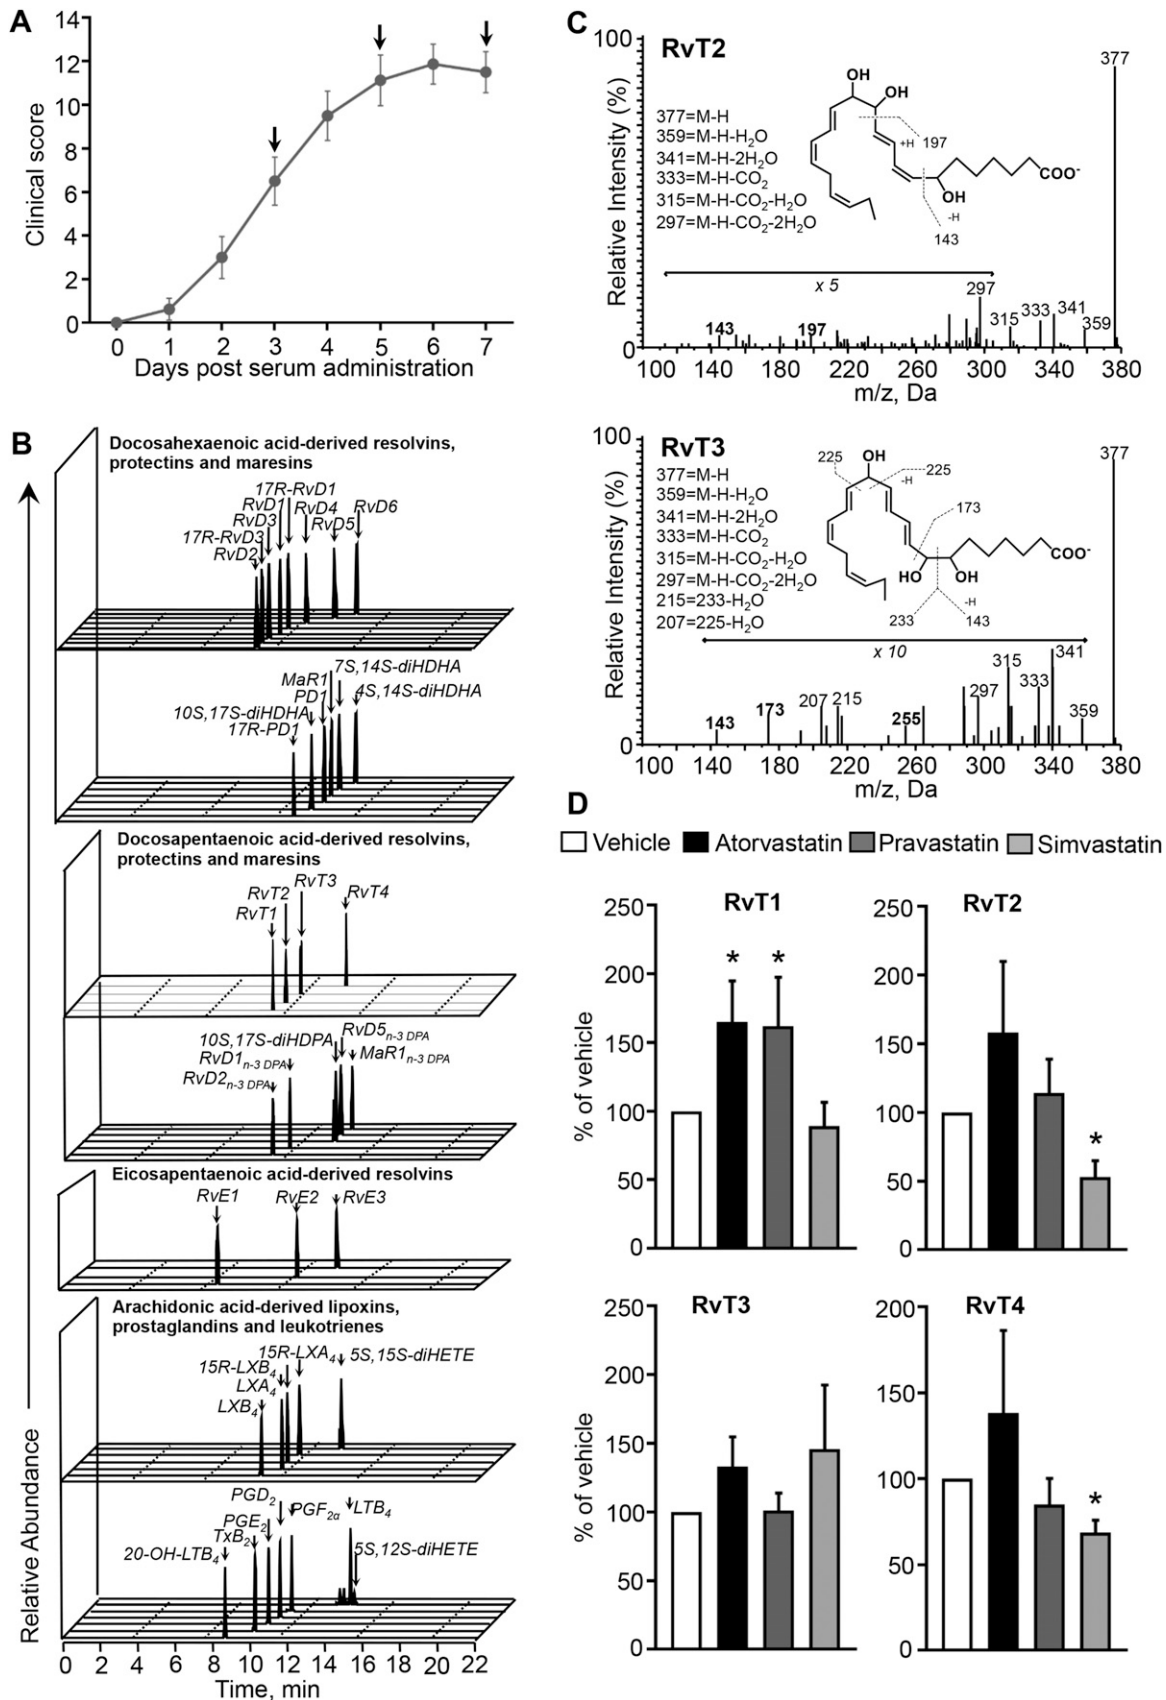 A
14
12
10
8
6
4
2
0
Clinical score
0 1 2 3 4 5 6 7
Days post serum administration
B
Docosahexaenoic acid-derived resolvins,
protectins and maresins
17R-RvD1
RvD1
RvD4
RvD6
RvD3
RvD5
17R-RvD3
RvD2
7S,14S-diHDHA
MaR1
PD1
4S,14S-diHDHA
10S,17S-diHDHA
17R-PD1
Docosapentaenoic acid-derived resolvins,
protectins and maresins
RvT3
RvT2
RvT4
RvT1
RvD5n-3 DPA
10S,17S-diHDPA
MaR1n-3 DPA
RvD1n-3 DPA
RvD2n-3 DPA
Eicosapentaenoic acid-derived resolvins
RvE1 RvE2 RvE3
Arachidonic acid-derived lipoxins,
prostaglandins and leukotrienes
15R-LXA4 5S,15S-diHETE
15R-LXB4
LXA4
LXB4
PGD2
PGF2α LTB4
PGE2
TxB2
20-OH-LTB4
5S,12S-diHETE
Relative Abundance
0 2 4 6 8 10 12 14 16 18 20 22
Time, min
C
100
RvT2
377
377=M-H
359=M-H-H2O
341=M-H-2H2O
333=M-H-CO2
315=M-H-CO2-H2O
297=M-H-CO2-2H2O
OH
OH
+H
197
COO-
OH
-H
143
x 5
143
197
297
315
333
341
359
Relative Intensity (%)
0
100 140 180 220 260 300 340 380
m/z, Da
100
RvT3
377
377=M-H
359=M-H-H2O
341=M-H-2H2O
333=M-H-CO2
315=M-H-CO2-H2O
297=M-H-CO2-2H2O
215=233-H2O
207=225-H2O
225
OH
-H
225
173
COO-
HO
OH
-H
233
143
x 10
143
173
207
215
255
297
315
333
341
359
Relative Intensity (%)
0
100 140 180 220 260 300 340 380
m/z, Da
D
Vehicle Atorvastatin Pravastatin Simvastatin
RvT1
250
200
150
100
50
0
% of vehicle
* *
RvT2
250
200
150
100
50
0
*
RvT3
250
200
150
100
50
0
% of vehicle
RvT4
200
150
100
50
0
*